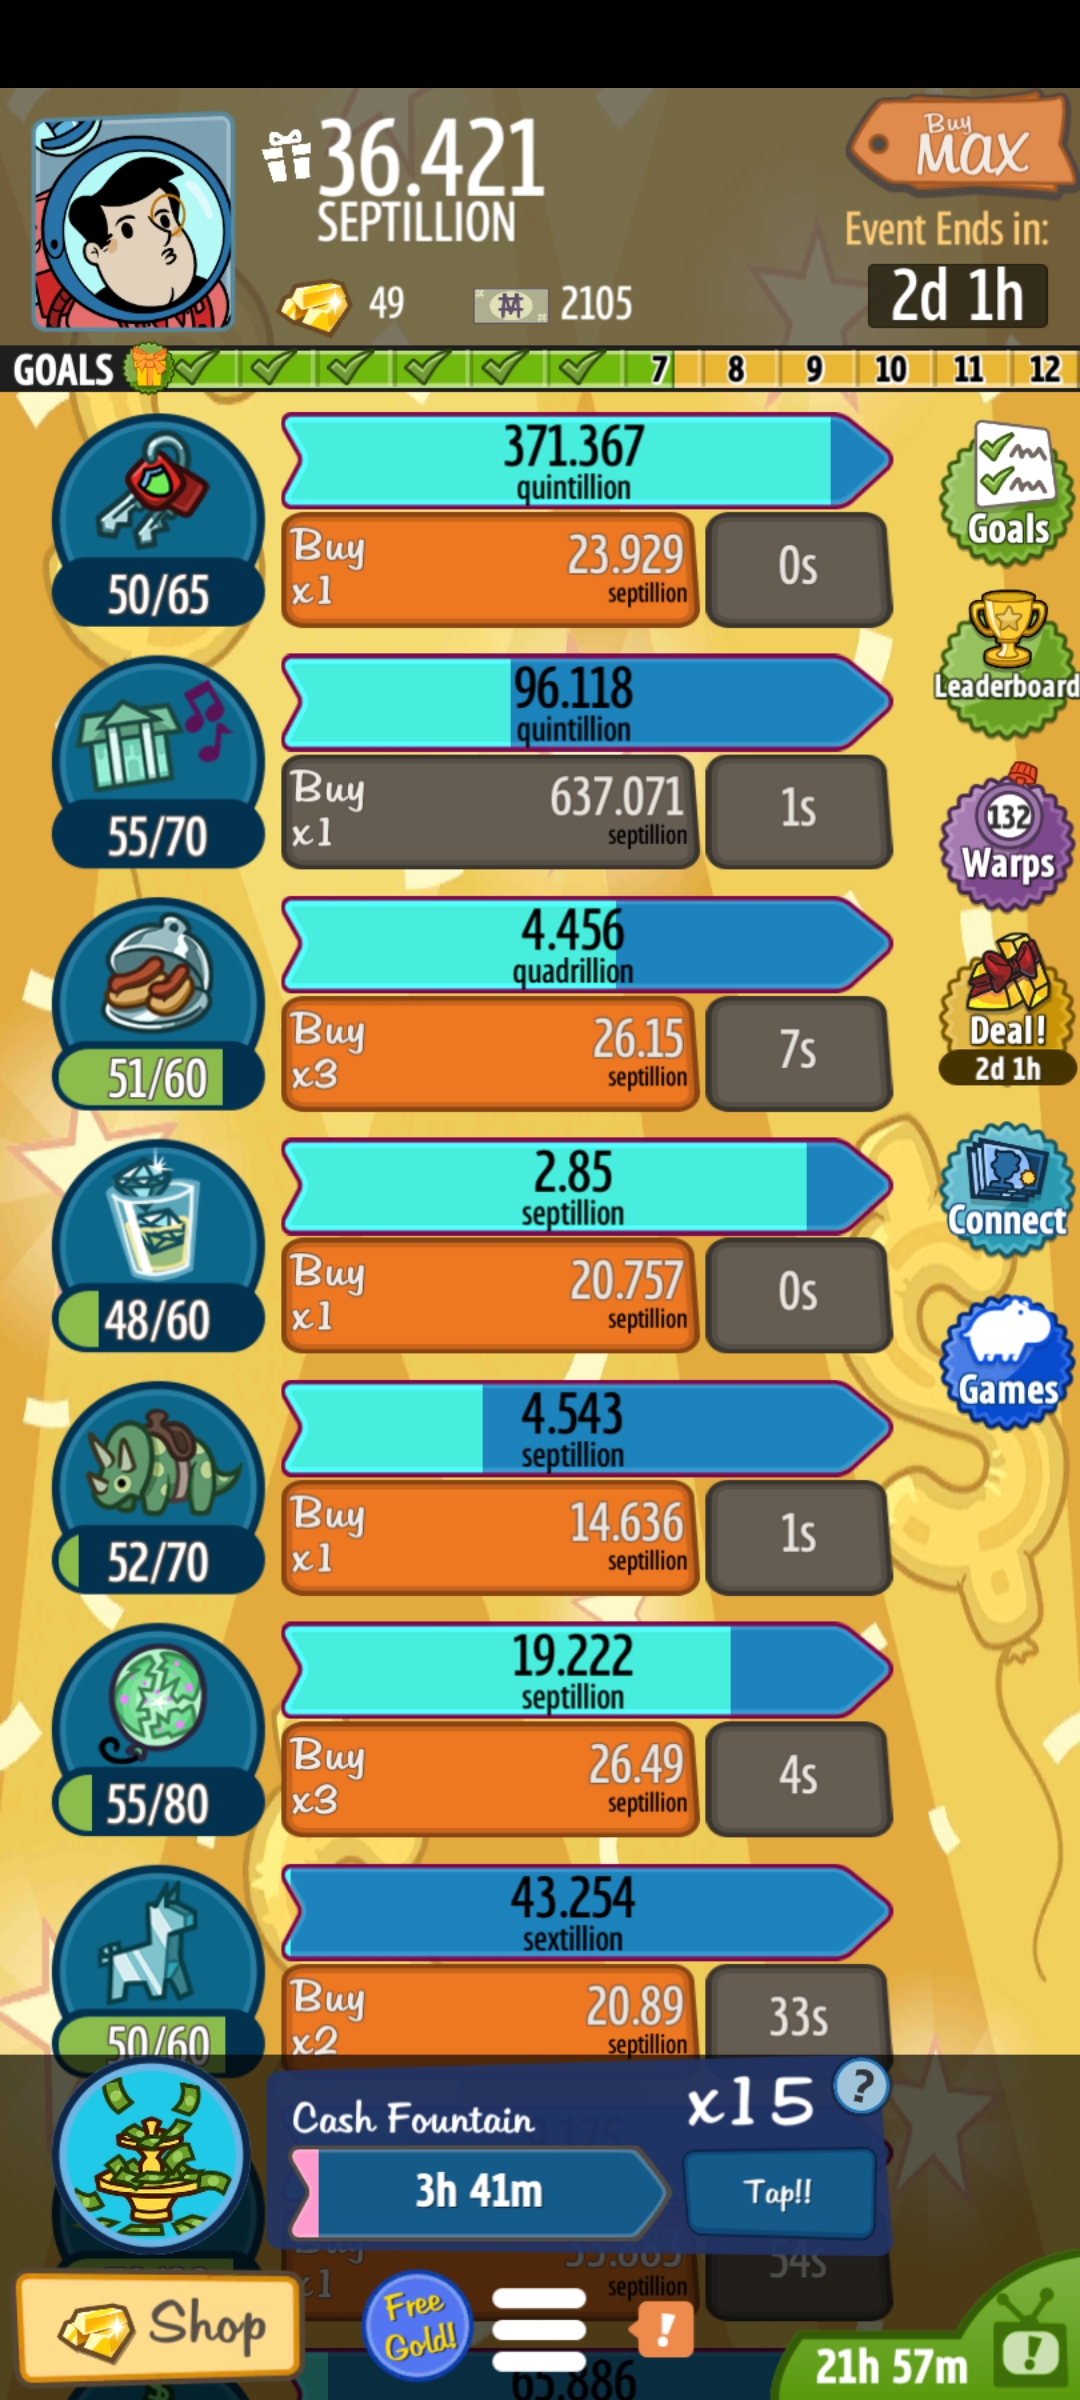 36.421
SEPTILLION
Buy
MAX
Event Ends in:
2d 1h
49
2105
GOALS
7 8 9 10 11 12
371.367
quintillion
50/65
Buy
x1
23.929
septillion
0s
Goals
96.118
quintillion
55/70
Buy
x1
637.071
septillion
1s
Leaderboard
4.456
quadrillion
51/60
Buy
x3
26.15
septillion
7s
132
Warps
Deal!
2d 1h
2.85
septillion
48/60
Buy
x1
20.757
septillion
0s
Connect
4.543
septillion
52/70
Buy
x1
14.636
septillion
1s
Games
19.222
septillion
55/80
Buy
x3
26.49
septillion
4s
43.254
sextillion
50/60
Buy
x2
20.89
septillion
33s
Cash Fountain
x15
?
3h 41m
Tap!!
Buy
x1
septillion
54s
Shop
Free
Gold!
!
65.886
21h 57m
!